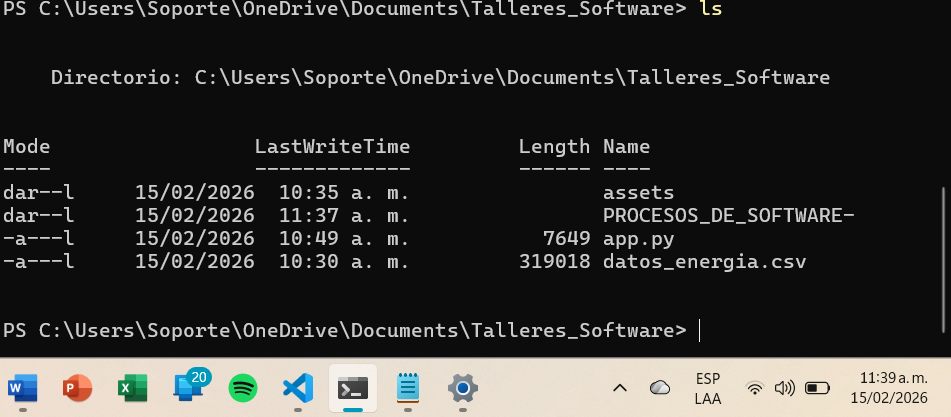 PS C:\Users\Soporte\OneDrive\Documents\Talleres_Software> ls
Directorio: C:\Users\Soporte\OneDrive\Documents\Talleres_Software
Mode LastWriteTime Length Name
---- ------------- ------ ----
dar--l 15/02/2026 10:35 a. m. assets
dar--l 15/02/2026 11:37 a. m. PROCESOS_DE_SOFTWARE-
-a---l 15/02/2026 10:49 a. m. 7649 app.py
-a---l 15/02/2026 10:30 a. m. 319018 datos_energia.csv
PS C:\Users\Soporte\OneDrive\Documents\Talleres_Software>
W P X 20
ESP
LAA
11:39 a.m.
15/02/2026